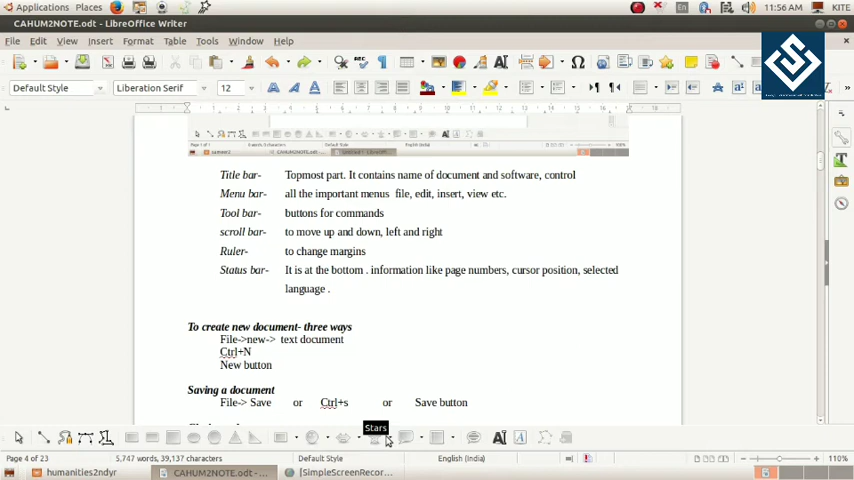 Applications Places En 11:56 AM KITE
CAHUM2NOTE.odt - LibreOffice Writer
File Edit View Insert Format Table Tools Window Help
Default Style Liberation Serif 12
Title bar- Topmost part. It contains name of document and software, control
Menu bar- all the important menus file, edit, insert, view etc.
Tool bar- buttons for commands
scroll bar- to move up and down, left and right
Ruler- to change margins
Status bar- It is at the bottom . information like page numbers, cursor position, selected
language .
To create new document- three ways
File->new-> text document
Ctrl+N
New button
Saving a document
File-> Save or Ctrl+s or Save button
Stars
Page 4 of 23 5,747 words, 39,137 characters Default Style English (India) 110%
humanities2ndyr CAHUM2NOTE.odt - ... [SimpleScreenRecor...